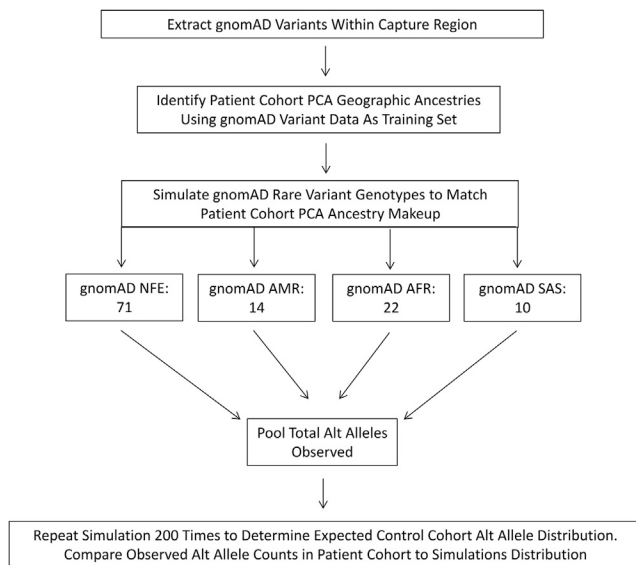 Extract gnomAD Variants Within Capture Region
Identify Patient Cohort PCA Geographic Ancestries
Using gnomAD Variant Data As Training Set
Simulate gnomAD Rare Variant Genotypes to Match
Patient Cohort PCA Ancestry Makeup
gnomAD NFE:
71
gnomAD AMR:
14
gnomAD AFR:
22
gnomAD SAS:
10
Pool Total Alt Alleles
Observed
Repeat Simulation 200 Times to Determine Expected Control Cohort Alt Allele Distribution.
Compare Observed Alt Allele Counts in Patient Cohort to Simulations Distribution